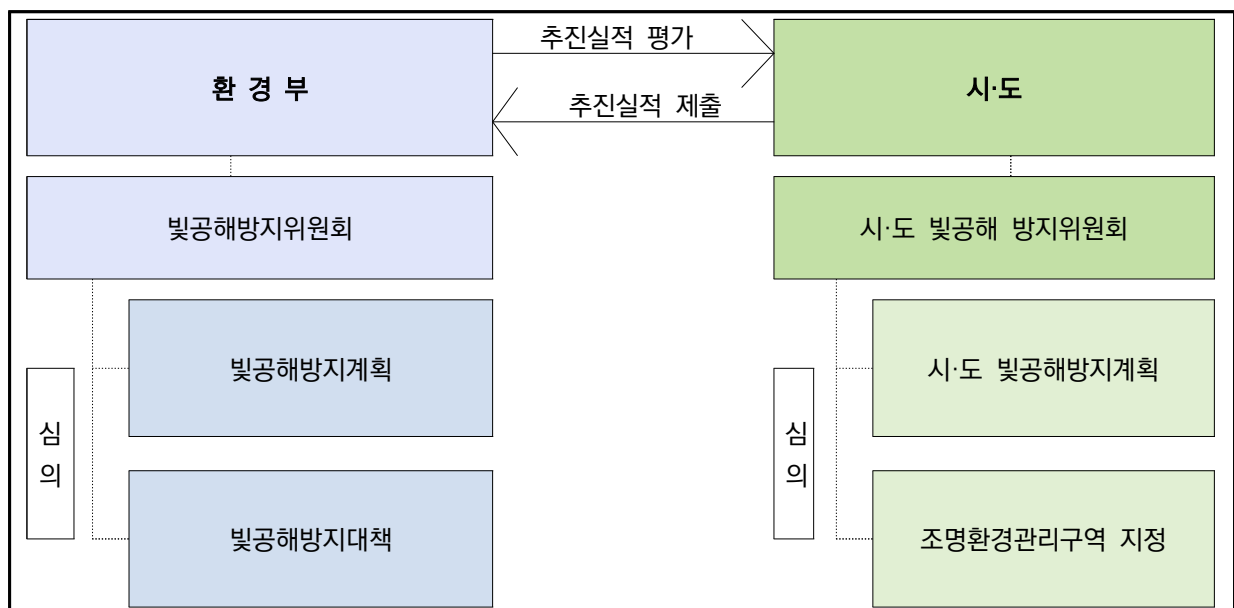 환 경 부
추진실적 평가
추진실적 제출
시·도
빛공해방지위원회
시·도 빛공해 방지위원회
심
의
빛공해방지계획
빛공해방지대책
심
의
시·도 빛공해방지계획
조명환경관리구역 지정